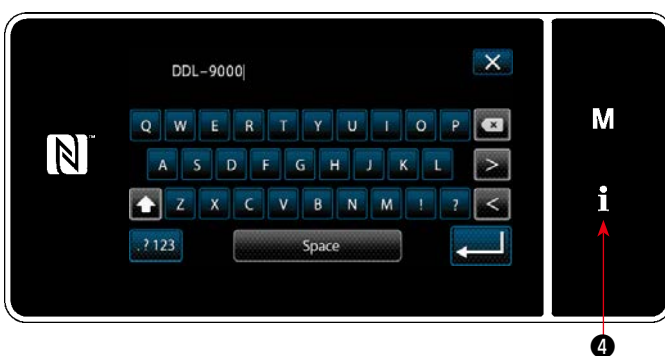 DDL-9000
Q W E R T Y U I O P
A S D F G H J K L >
Z X C V B N M ! ? <
.?123 Space
M
i
4